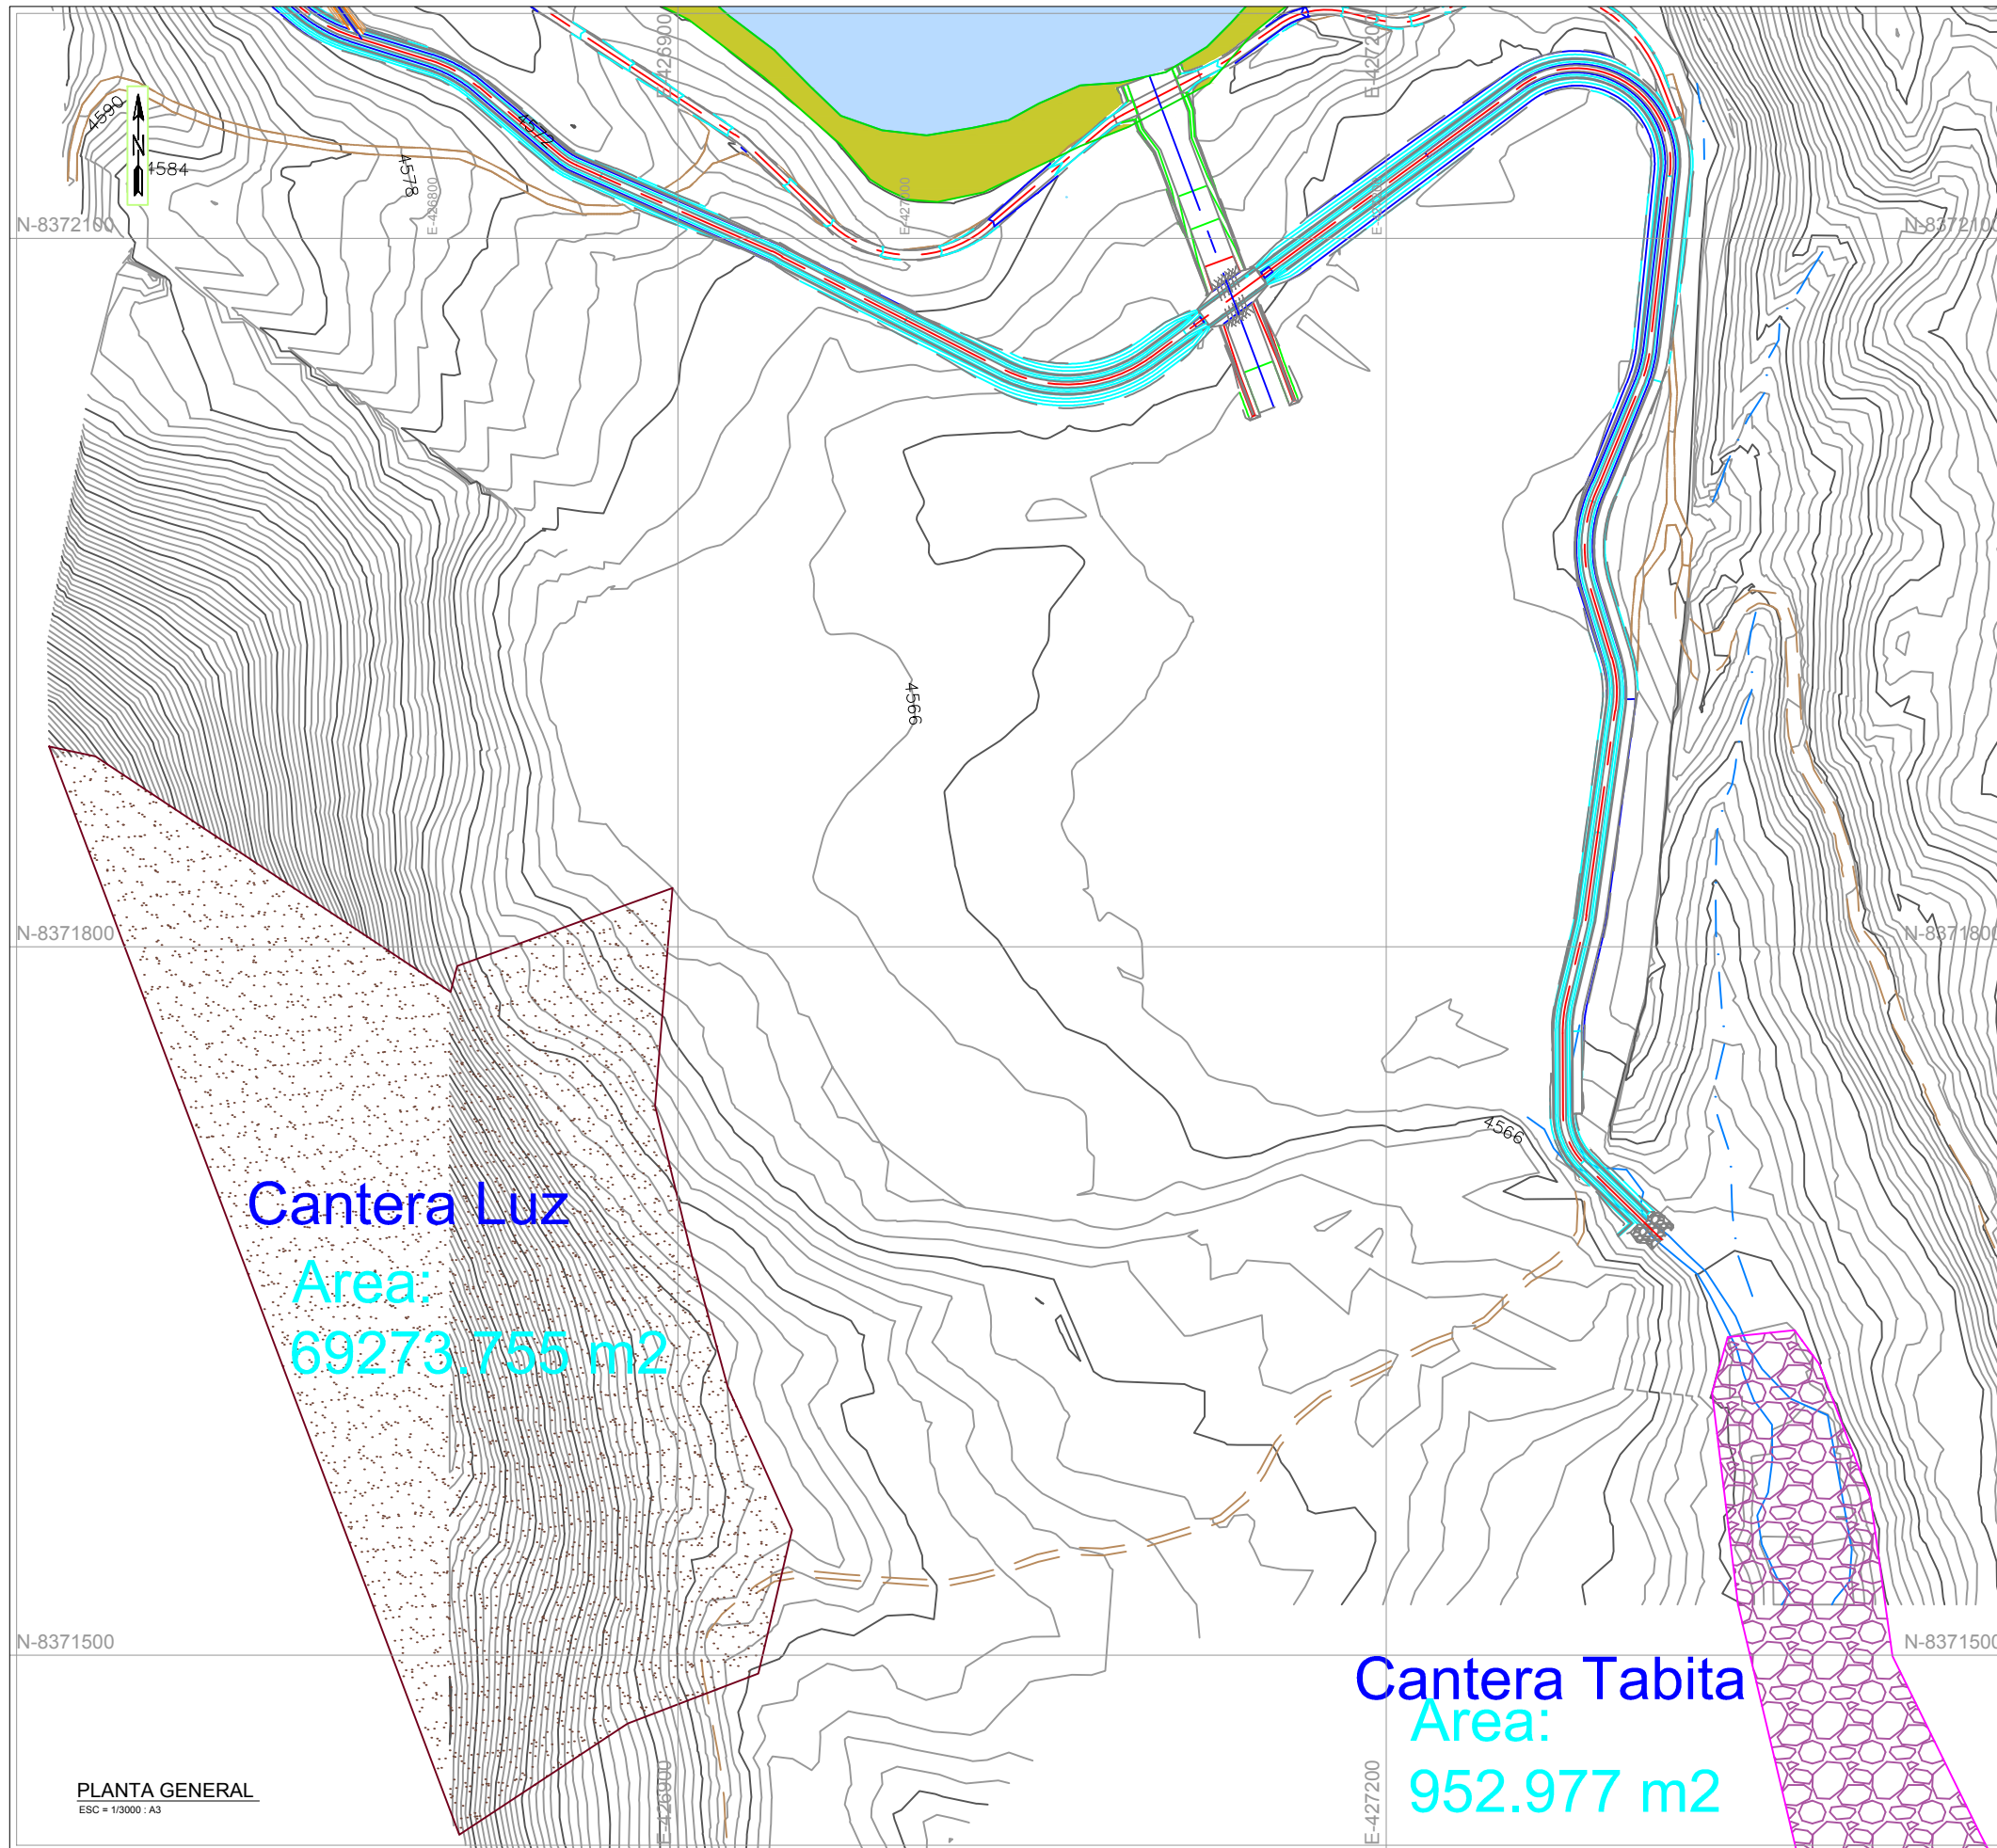 E-426900
E-427200
4590
N
4584
4572
4578
E-426800
E-427000
N-8372100
N-8372100
4566
N-8371800
N-8371800
4566
Cantera Luz
Area:
69273.755 m2
N-8371500
N-8371500
Cantera Tabita
Area:
952.977 m2
PLANTA GENERAL
ESC = 1/3000 : A3
E-426900
E-427200